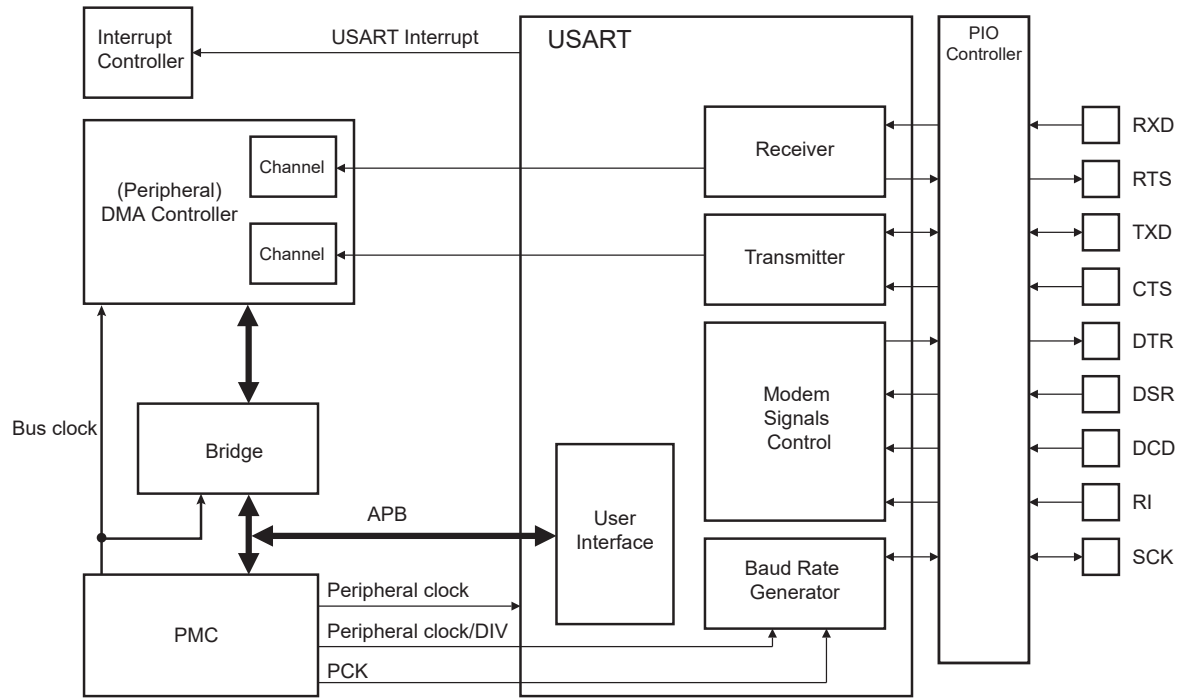 Interrupt
Controller
USART Interrupt
USART
PIO
Controller
(Peripheral)
DMA Controller
Channel
Channel
Receiver
Transmitter
Modem
Signals
Control
RXD
RTS
TXD
CTS
DTR
DSR
DCD
RI
SCK
Bus clock
Bridge
APB
User
Interface
Baud Rate
Generator
PMC
Peripheral clock
Peripheral clock/DIV
PCK